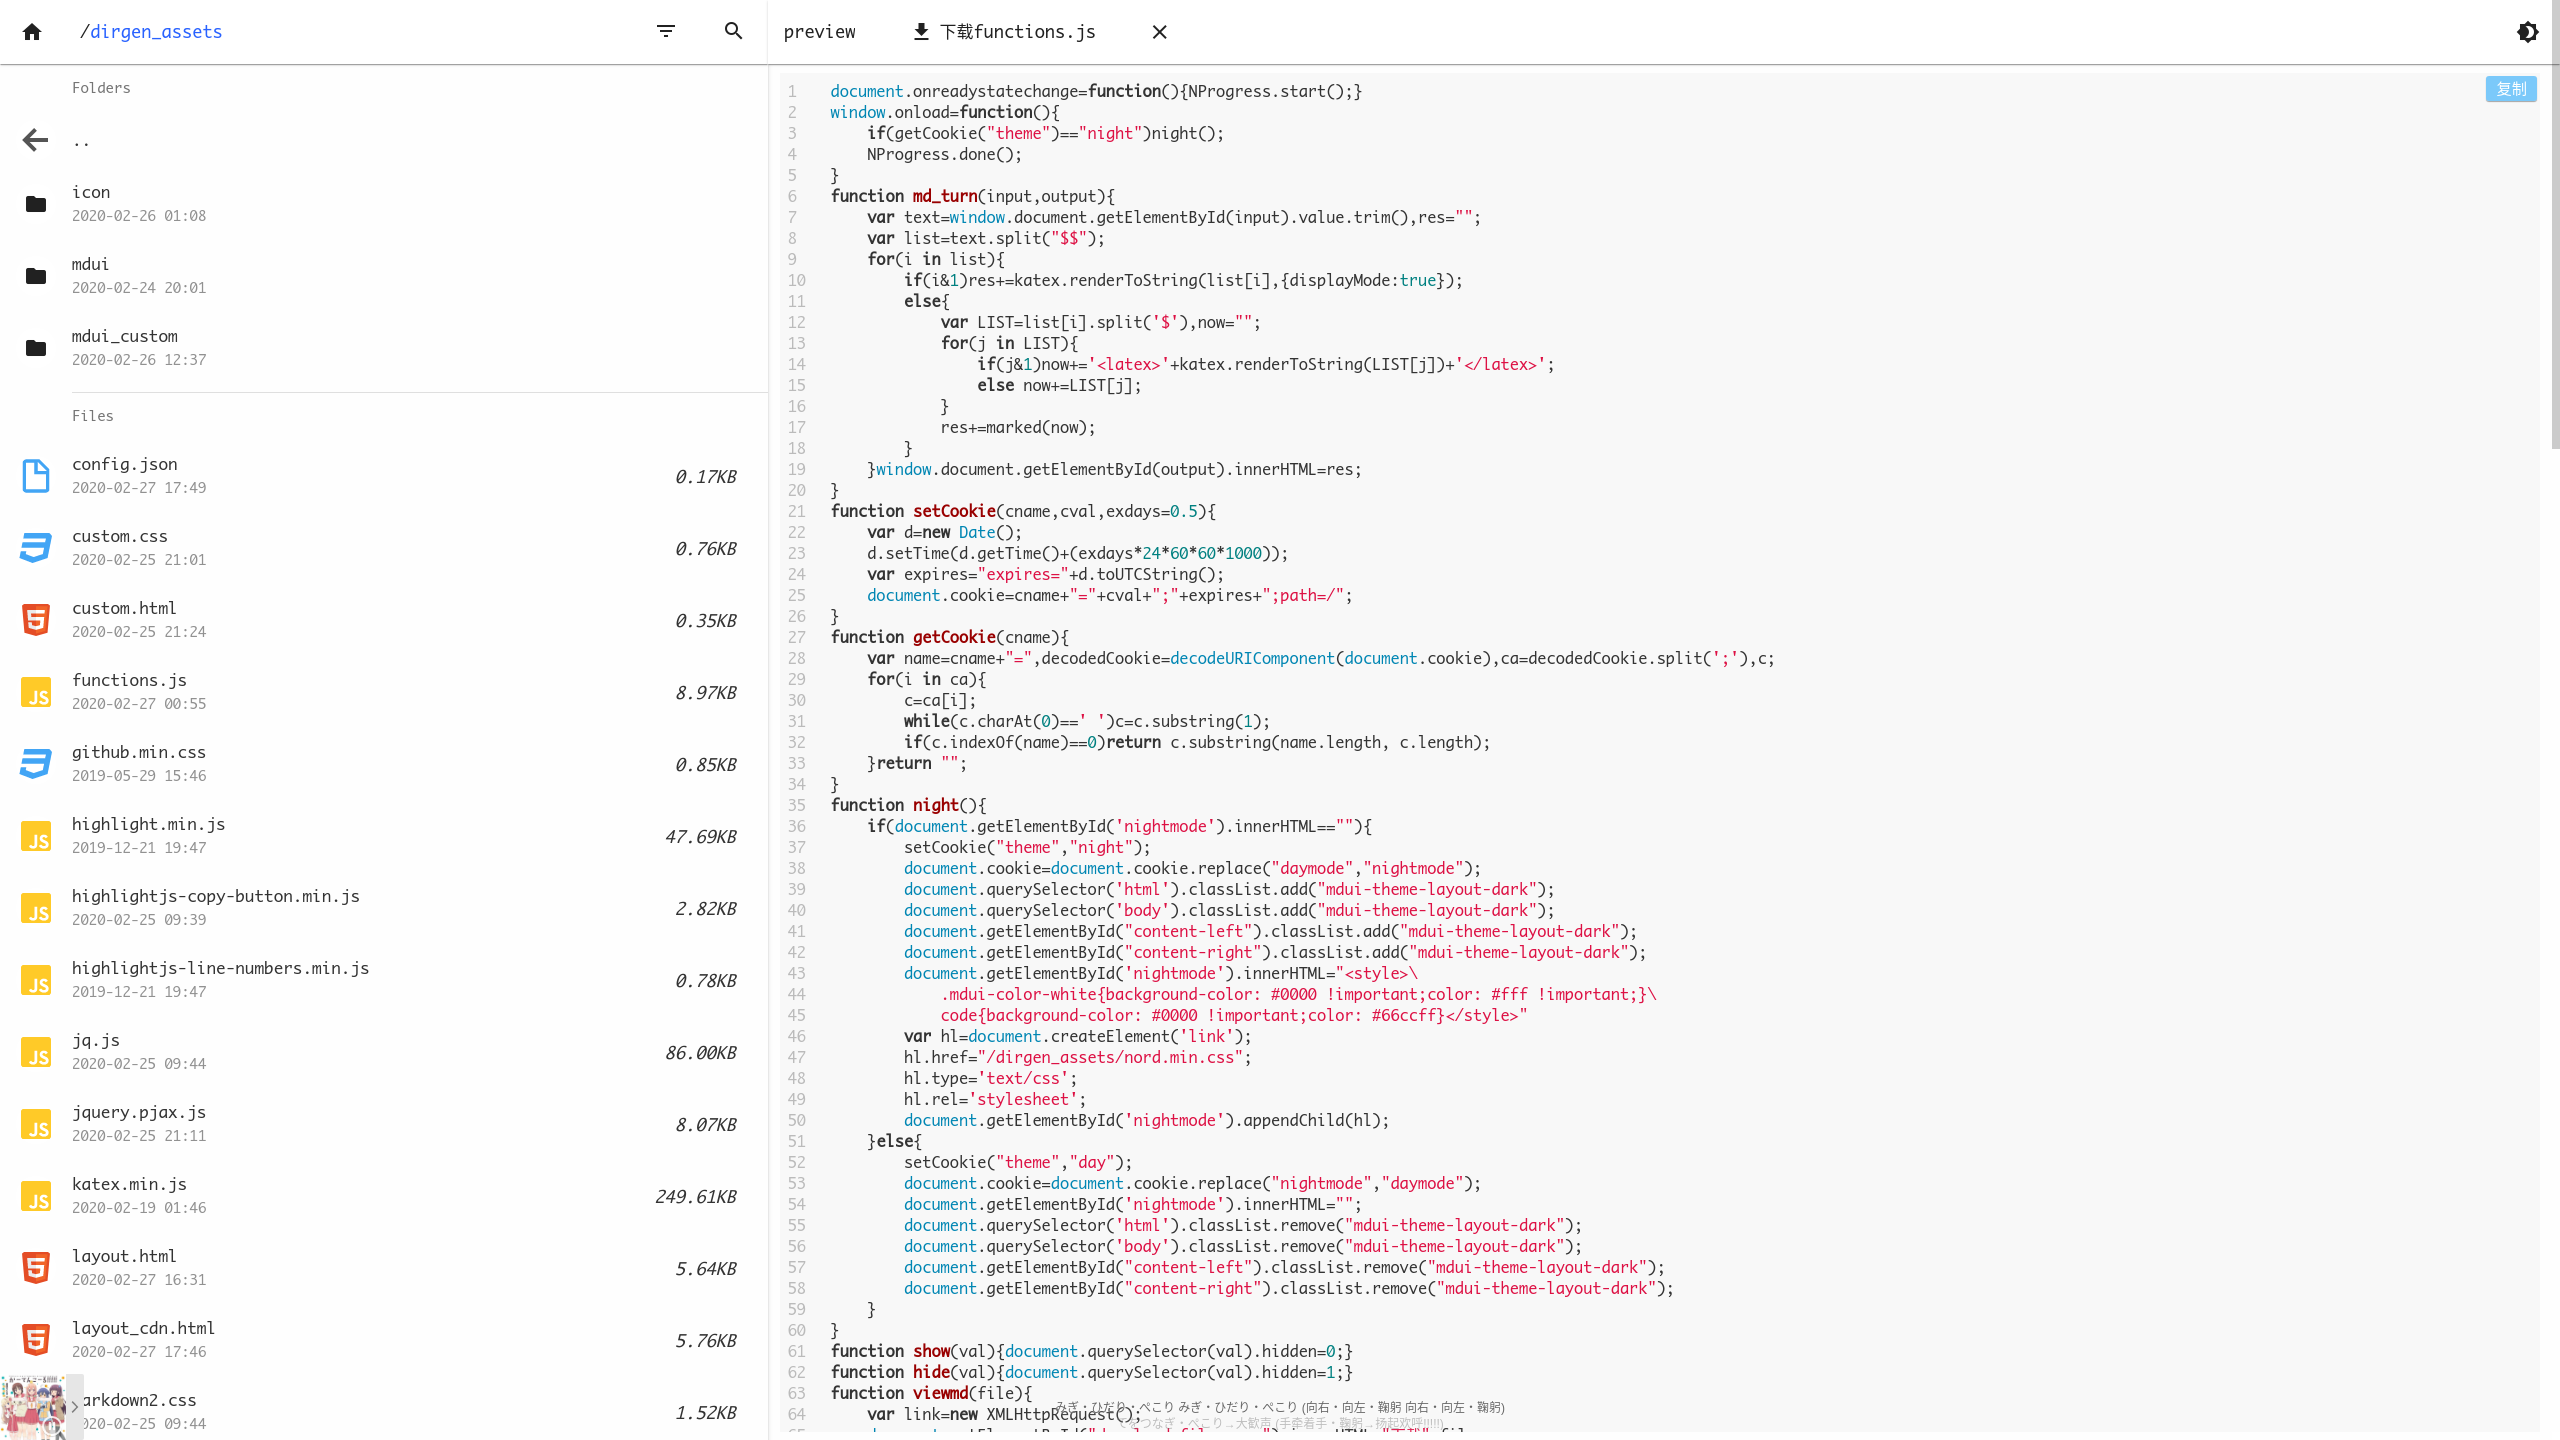 /dirgen_assets
preview
下载functions.js
Folders
..
icon
2020-02-26 01:08
mdui
2020-02-24 20:01
mdui_custom
2020-02-26 12:37
Files
config.json
2020-02-27 17:49
0.17KB
custom.css
2020-02-25 21:01
0.76KB
custom.html
2020-02-25 21:24
0.35KB
functions.js
2020-02-27 00:55
8.97KB
github.min.css
2019-05-29 15:46
0.85KB
highlight.min.js
2019-12-21 19:47
47.69KB
highlightjs-copy-button.min.js
2020-02-25 09:39
2.82KB
highlightjs-line-numbers.min.js
2019-12-21 19:47
0.78KB
jq.js
2020-02-25 09:44
86.00KB
jquery.pjax.js
2020-02-25 21:11
8.07KB
katex.min.js
2020-02-19 01:46
249.61KB
layout.html
2020-02-27 16:31
5.64KB
layout_cdn.html
2020-02-27 17:46
5.76KB
arkdown2.css
020-02-25 09:44
1.52KB
复制
1 document.onreadystatechange=function(){NProgress.start();}
2 window.onload=function(){
3     if(getCookie("theme")=="night")night();
4     NProgress.done();
5 }
6 function md_turn(input,output){
7     var text=window.document.getElementById(input).value.trim(),res="";
8     var list=text.split("$$");
9     for(i in list){
10         if(i&1)res+=katex.renderToString(list[i],{displayMode:true});
11         else{
12             var LIST=list[i].split('$'),now="";
13             for(j in LIST){
14                 if(j&1)now+='<latex>'+katex.renderToString(LIST[j])+'</latex>';
15                 else now+=LIST[j];
16             }
17             res+=marked(now);
18         }
19     }window.document.getElementById(output).innerHTML=res;
20 }
21 function setCookie(cname,cval,exdays=0.5){
22     var d=new Date();
23     d.setTime(d.getTime()+(exdays*24*60*60*1000));
24     var expires="expires="+d.toUTCString();
25     document.cookie=cname+"="+cval+";"+expires+";path=/";
26 }
27 function getCookie(cname){
28     var name=cname+"=",decodedCookie=decodeURIComponent(document.cookie),ca=decodedCookie.split(';'),c;
29     for(i in ca){
30         c=ca[i];
31         while(c.charAt(0)==' ')c=c.substring(1);
32         if(c.indexOf(name)==0)return c.substring(name.length, c.length);
33     }return "";
34 }
35 function night(){
36     if(document.getElementById('nightmode').innerHTML==""){
37         setCookie("theme","night");
38         document.cookie=document.cookie.replace("daymode","nightmode");
39         document.querySelector('html').classList.add("mdui-theme-layout-dark");
40         document.querySelector('body').classList.add("mdui-theme-layout-dark");
41         document.getElementById("content-left").classList.add("mdui-theme-layout-dark");
42         document.getElementById("content-right").classList.add("mdui-theme-layout-dark");
43         document.getElementById('nightmode').innerHTML="<style>\
44             .mdui-color-white{background-color: #0000 !important;color: #fff !important;}\
45             code{background-color: #0000 !important;color: #66ccff}</style>"
46         var hl=document.createElement('link');
47         hl.href="/dirgen_assets/nord.min.css";
48         hl.type='text/css';
49         hl.rel='stylesheet';
50         document.getElementById('nightmode').appendChild(hl);
51     }else{
52         setCookie("theme","day");
53         document.cookie=document.cookie.replace("nightmode","daymode");
54         document.getElementById('nightmode').innerHTML="";
55         document.querySelector('html').classList.remove("mdui-theme-layout-dark");
56         document.querySelector('body').classList.remove("mdui-theme-layout-dark");
57         document.getElementById("content-left").classList.remove("mdui-theme-layout-dark");
58         document.getElementById("content-right").classList.remove("mdui-theme-layout-dark");
59     }
60 }
61 function show(val){document.querySelector(val).hidden=0;}
62 function hide(val){document.querySelector(val).hidden=1;}
63 function viewmd(file){
64     var link=new XMLHttpRequest();
みぎ・ひだり・ぺこり みぎ・ひだり・ぺこり (向右・向左・鞠躬 向右・向左・鞠躬)
てをつなぎ・ぺこり→大歓声 (手牵着手・鞠躬→扬起欢呼!!!!!)